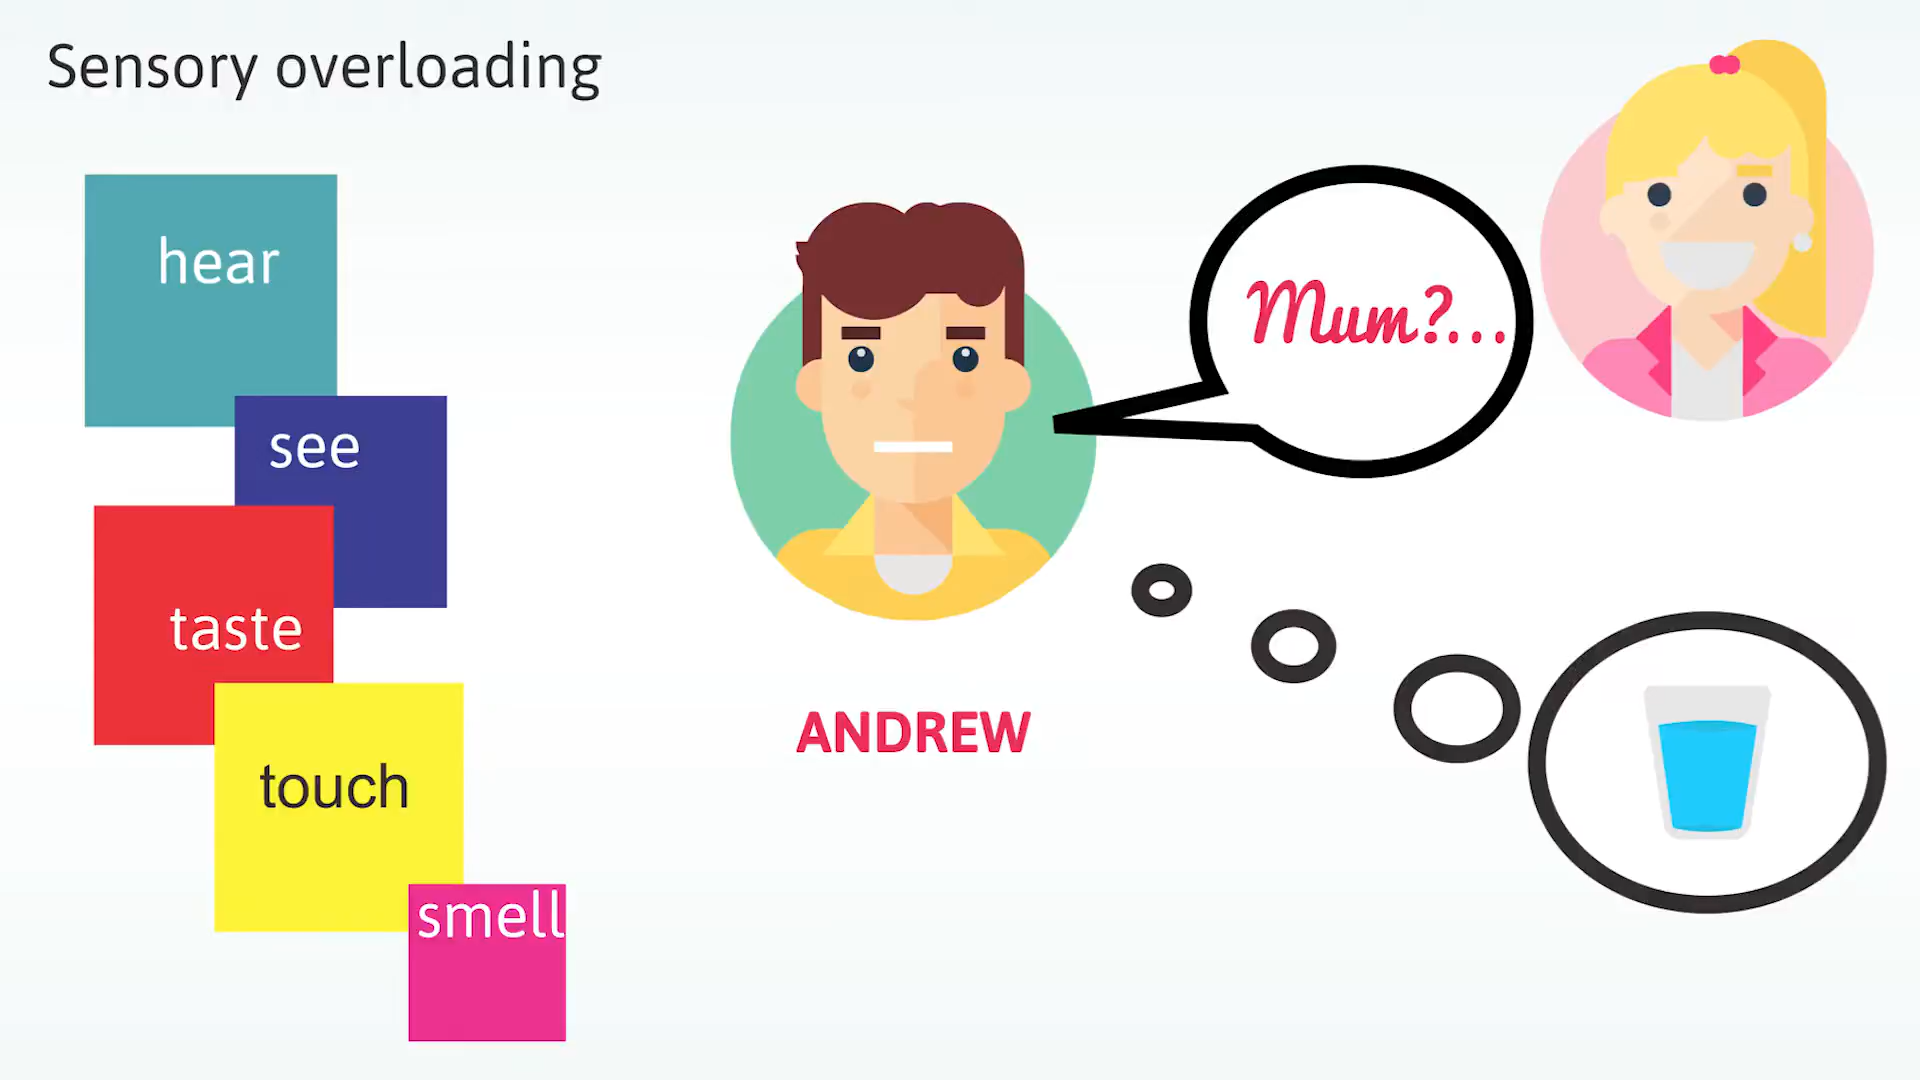 Sensory overloading
hear
see
taste
touch
smell
Mum?...
ANDREW